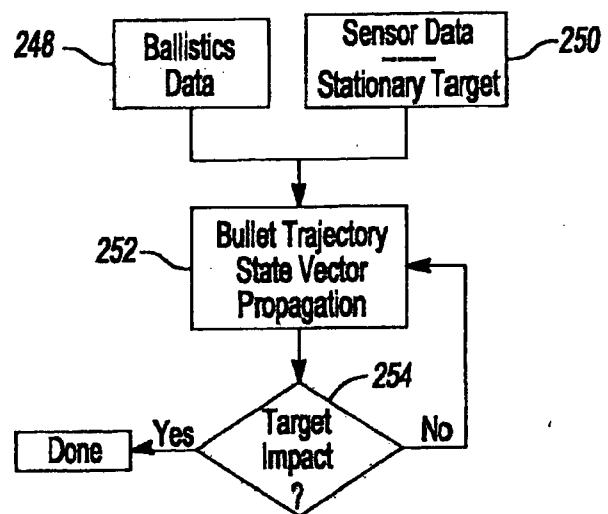 248
Ballistics
Data
Sensor Data
Stationary Target
250
252
Bullet Trajectory
State Vector
Propagation
254
Target
Impact
?
Yes
No
Done